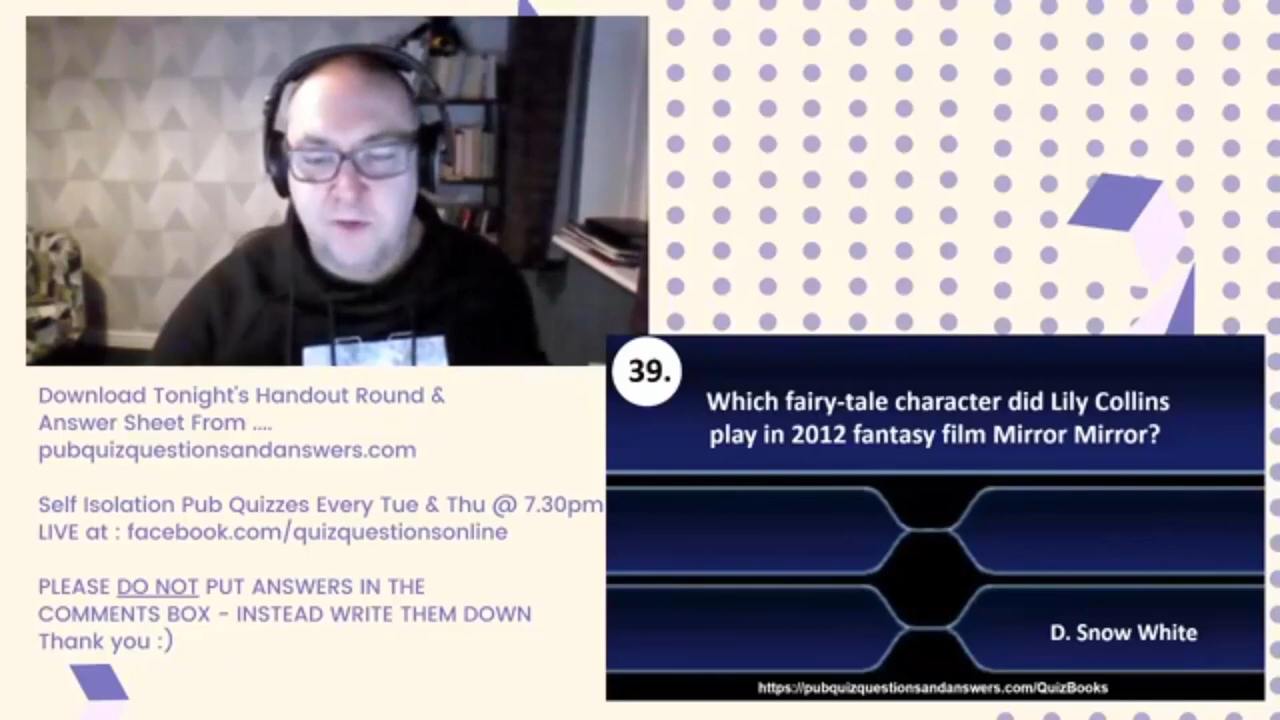 Download Tonight's Handout Round &
Answer Sheet From ....
pubquizquestionsandanswers.com
Self Isolation Pub Quizzes Every Tue & Thu @ 7.30pm
LIVE at : facebook.com/quizquestionsonline
PLEASE DO NOT PUT ANSWERS IN THE
COMMENTS BOX - INSTEAD WRITE THEM DOWN
Thank you :)
39.
Which fairy-tale character did Lily Collins
play in 2012 fantasy film Mirror Mirror?
D. Snow White
https://pubquizquestionsandanswers.com/QuizBooks